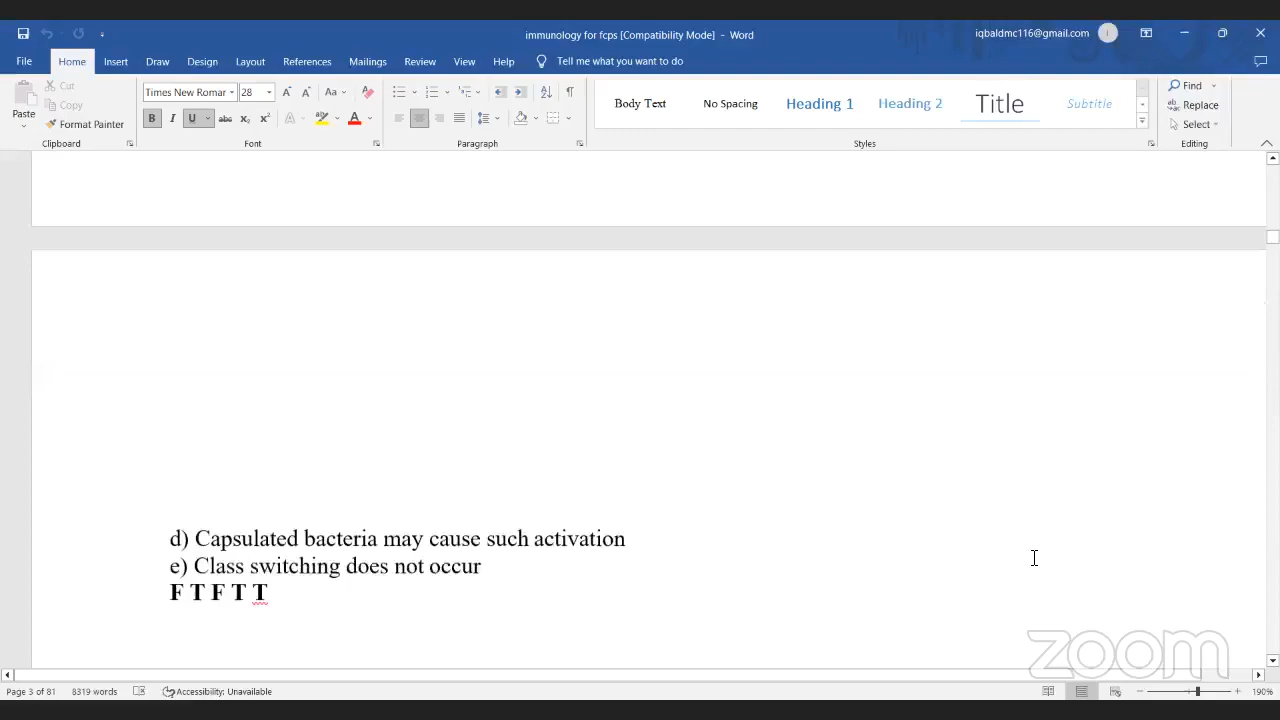 immunology for fcps [Compatibility Mode] - Word
iqbaldmc116@gmail.com
I
File Home Insert Draw Design Layout References Mailings Review View Help Tell me what you want to do
Paste
Cut
Copy
Format Painter
Clipboard
Times New Romar 28
Font
Paragraph
Body Text No Spacing Heading 1 Heading 2 Title Subtitle
Styles
Find
Replace
Select
Editing
d) Capsulated bacteria may cause such activation
e) Class switching does not occur
F T F T T
zoom
Page 3 of 81 8319 words Accessibility: Unavailable 190%